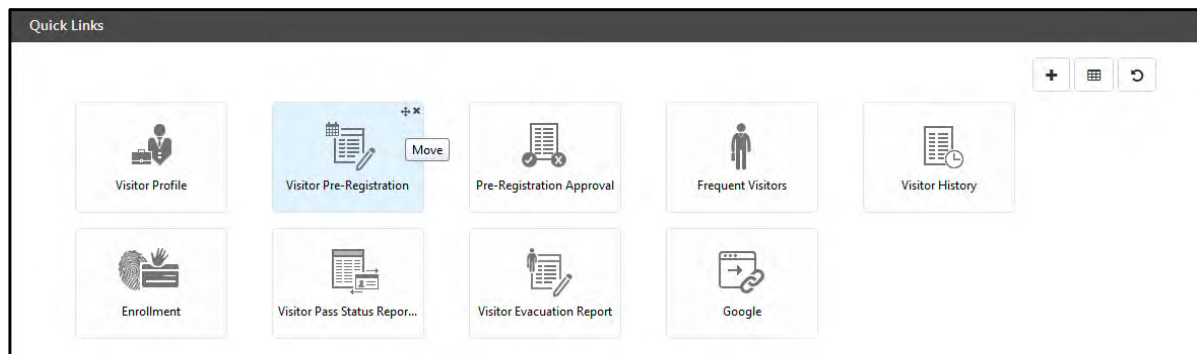 Quick Links
Visitor Profile
Visitor Pre-Registration
Move
Pre-Registration Approval
Frequent Visitors
Visitor History
Enrollment
Visitor Pass Status Repor...
Visitor Evacuation Report
Google